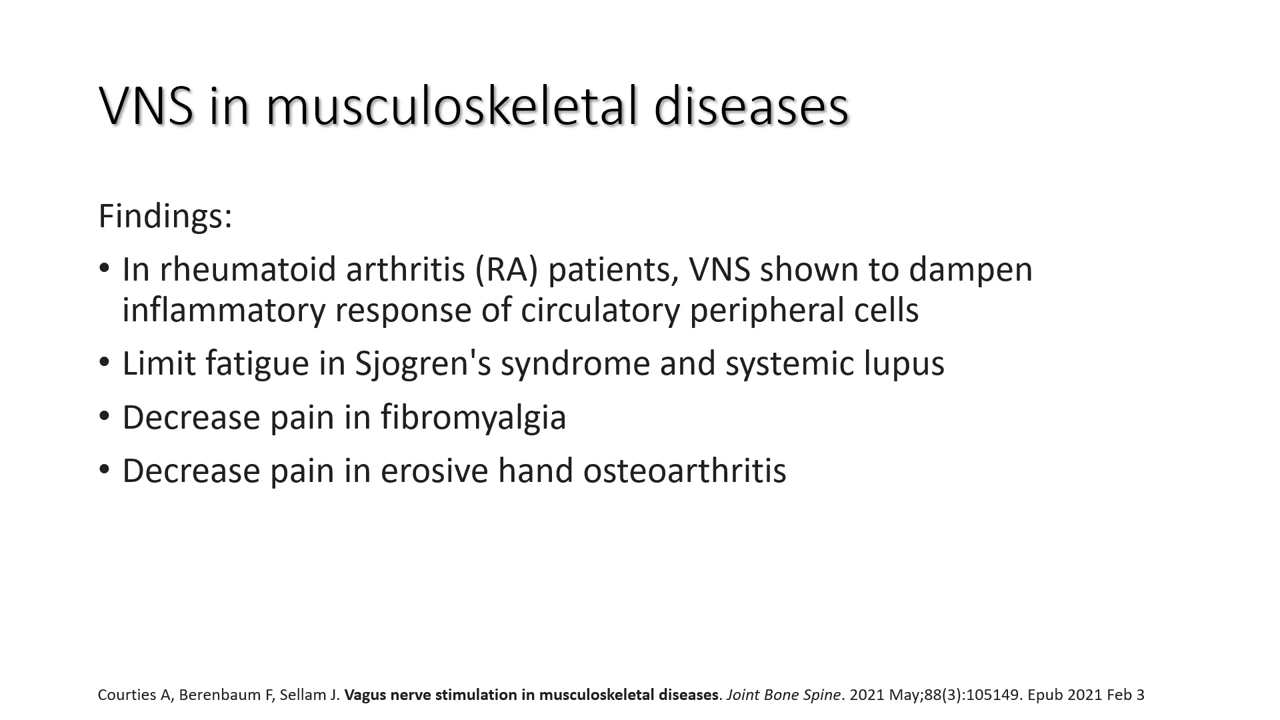 VNS in musculoskeletal diseases
Findings:
• In rheumatoid arthritis (RA) patients, VNS shown to dampen
inflammatory response of circulatory peripheral cells
• Limit fatigue in Sjogren's syndrome and systemic lupus
• Decrease pain in fibromyalgia
• Decrease pain in erosive hand osteoarthritis
Courties A, Berenbaum F, Sellam J. Vagus nerve stimulation in musculoskeletal diseases. Joint Bone Spine. 2021 May;88(3):105149. Epub 2021 Feb 3